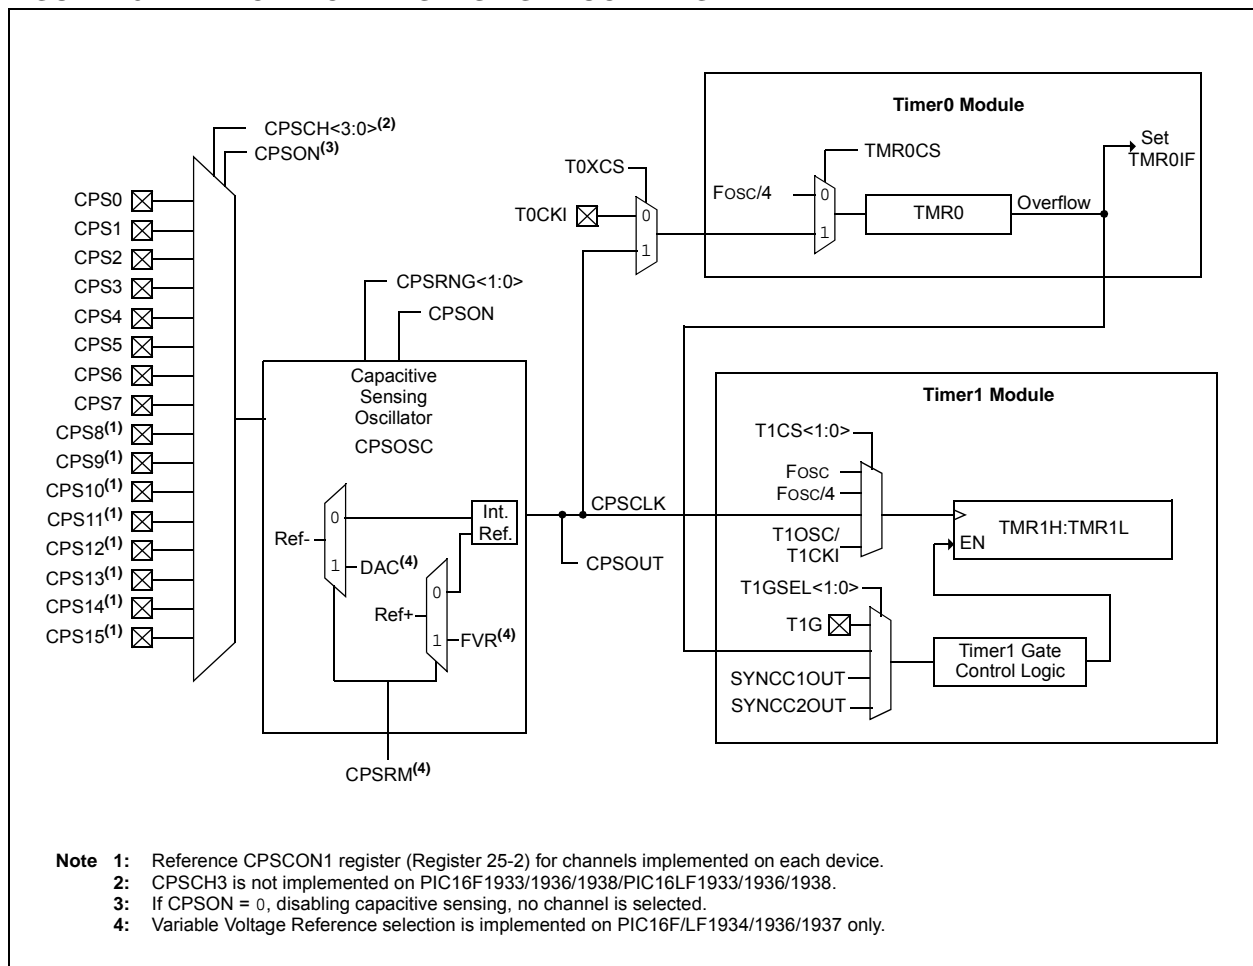 Timer0 Module
CPSCH<3:0>(2)
CPSON(3)
TMR0CS
Set
TMR0IF
T0XCS
FOSC/4
0
1
TMR0
Overflow
T0CKI
0
1
CPS0
CPS1
CPS2
CPS3
CPS4
CPS5
CPS6
CPS7
CPS8(1)
CPS9(1)
CPS10(1)
CPS11(1)
CPS12(1)
CPS13(1)
CPS14(1)
CPS15(1)
CPSRNG<1:0>
CPSON
Capacitive
Sensing
Oscillator
CPSOSC
0
Ref-
1
DAC(4)
Int.
Ref.
0
Ref+
1
FVR(4)
CPSRM(4)
CPSCLK
CPSOUT
Timer1 Module
T1CS<1:0>
FOSC
FOSC/4
T1OSC/
T1CKI
TMR1H:TMR1L
EN
T1GSEL<1:0>
T1G
SYNCC1OUT
SYNCC2OUT
Timer1 Gate
Control Logic
Note 1: Reference CPSCON1 register (Register 25-2) for channels implemented on each device.
2: CPSCH3 is not implemented on PIC16F1933/1936/1938/PIC16LF1933/1936/1938.
3: If CPSON = 0, disabling capacitive sensing, no channel is selected.
4: Variable Voltage Reference selection is implemented on PIC16F/LF1934/1936/1937 only.